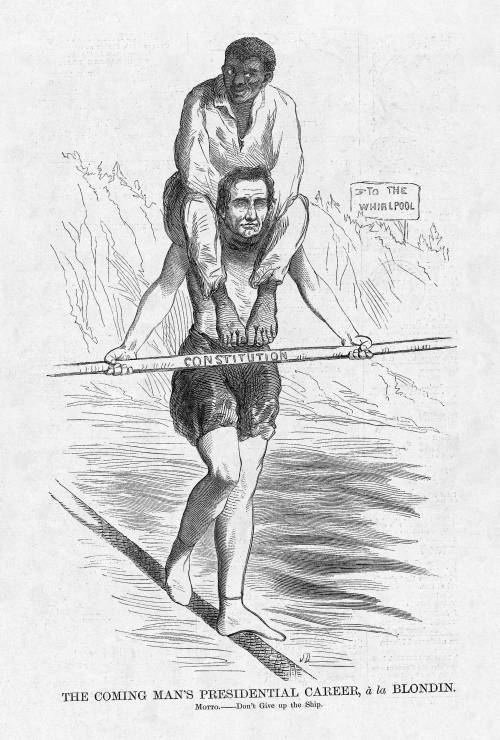 TO THE
WHIRLPOOL
CONSTITUTION
THE COMING MAN'S PRESIDENTIAL CAREER, à la BLONDIN.
Motto.——Don't Give up the Ship.